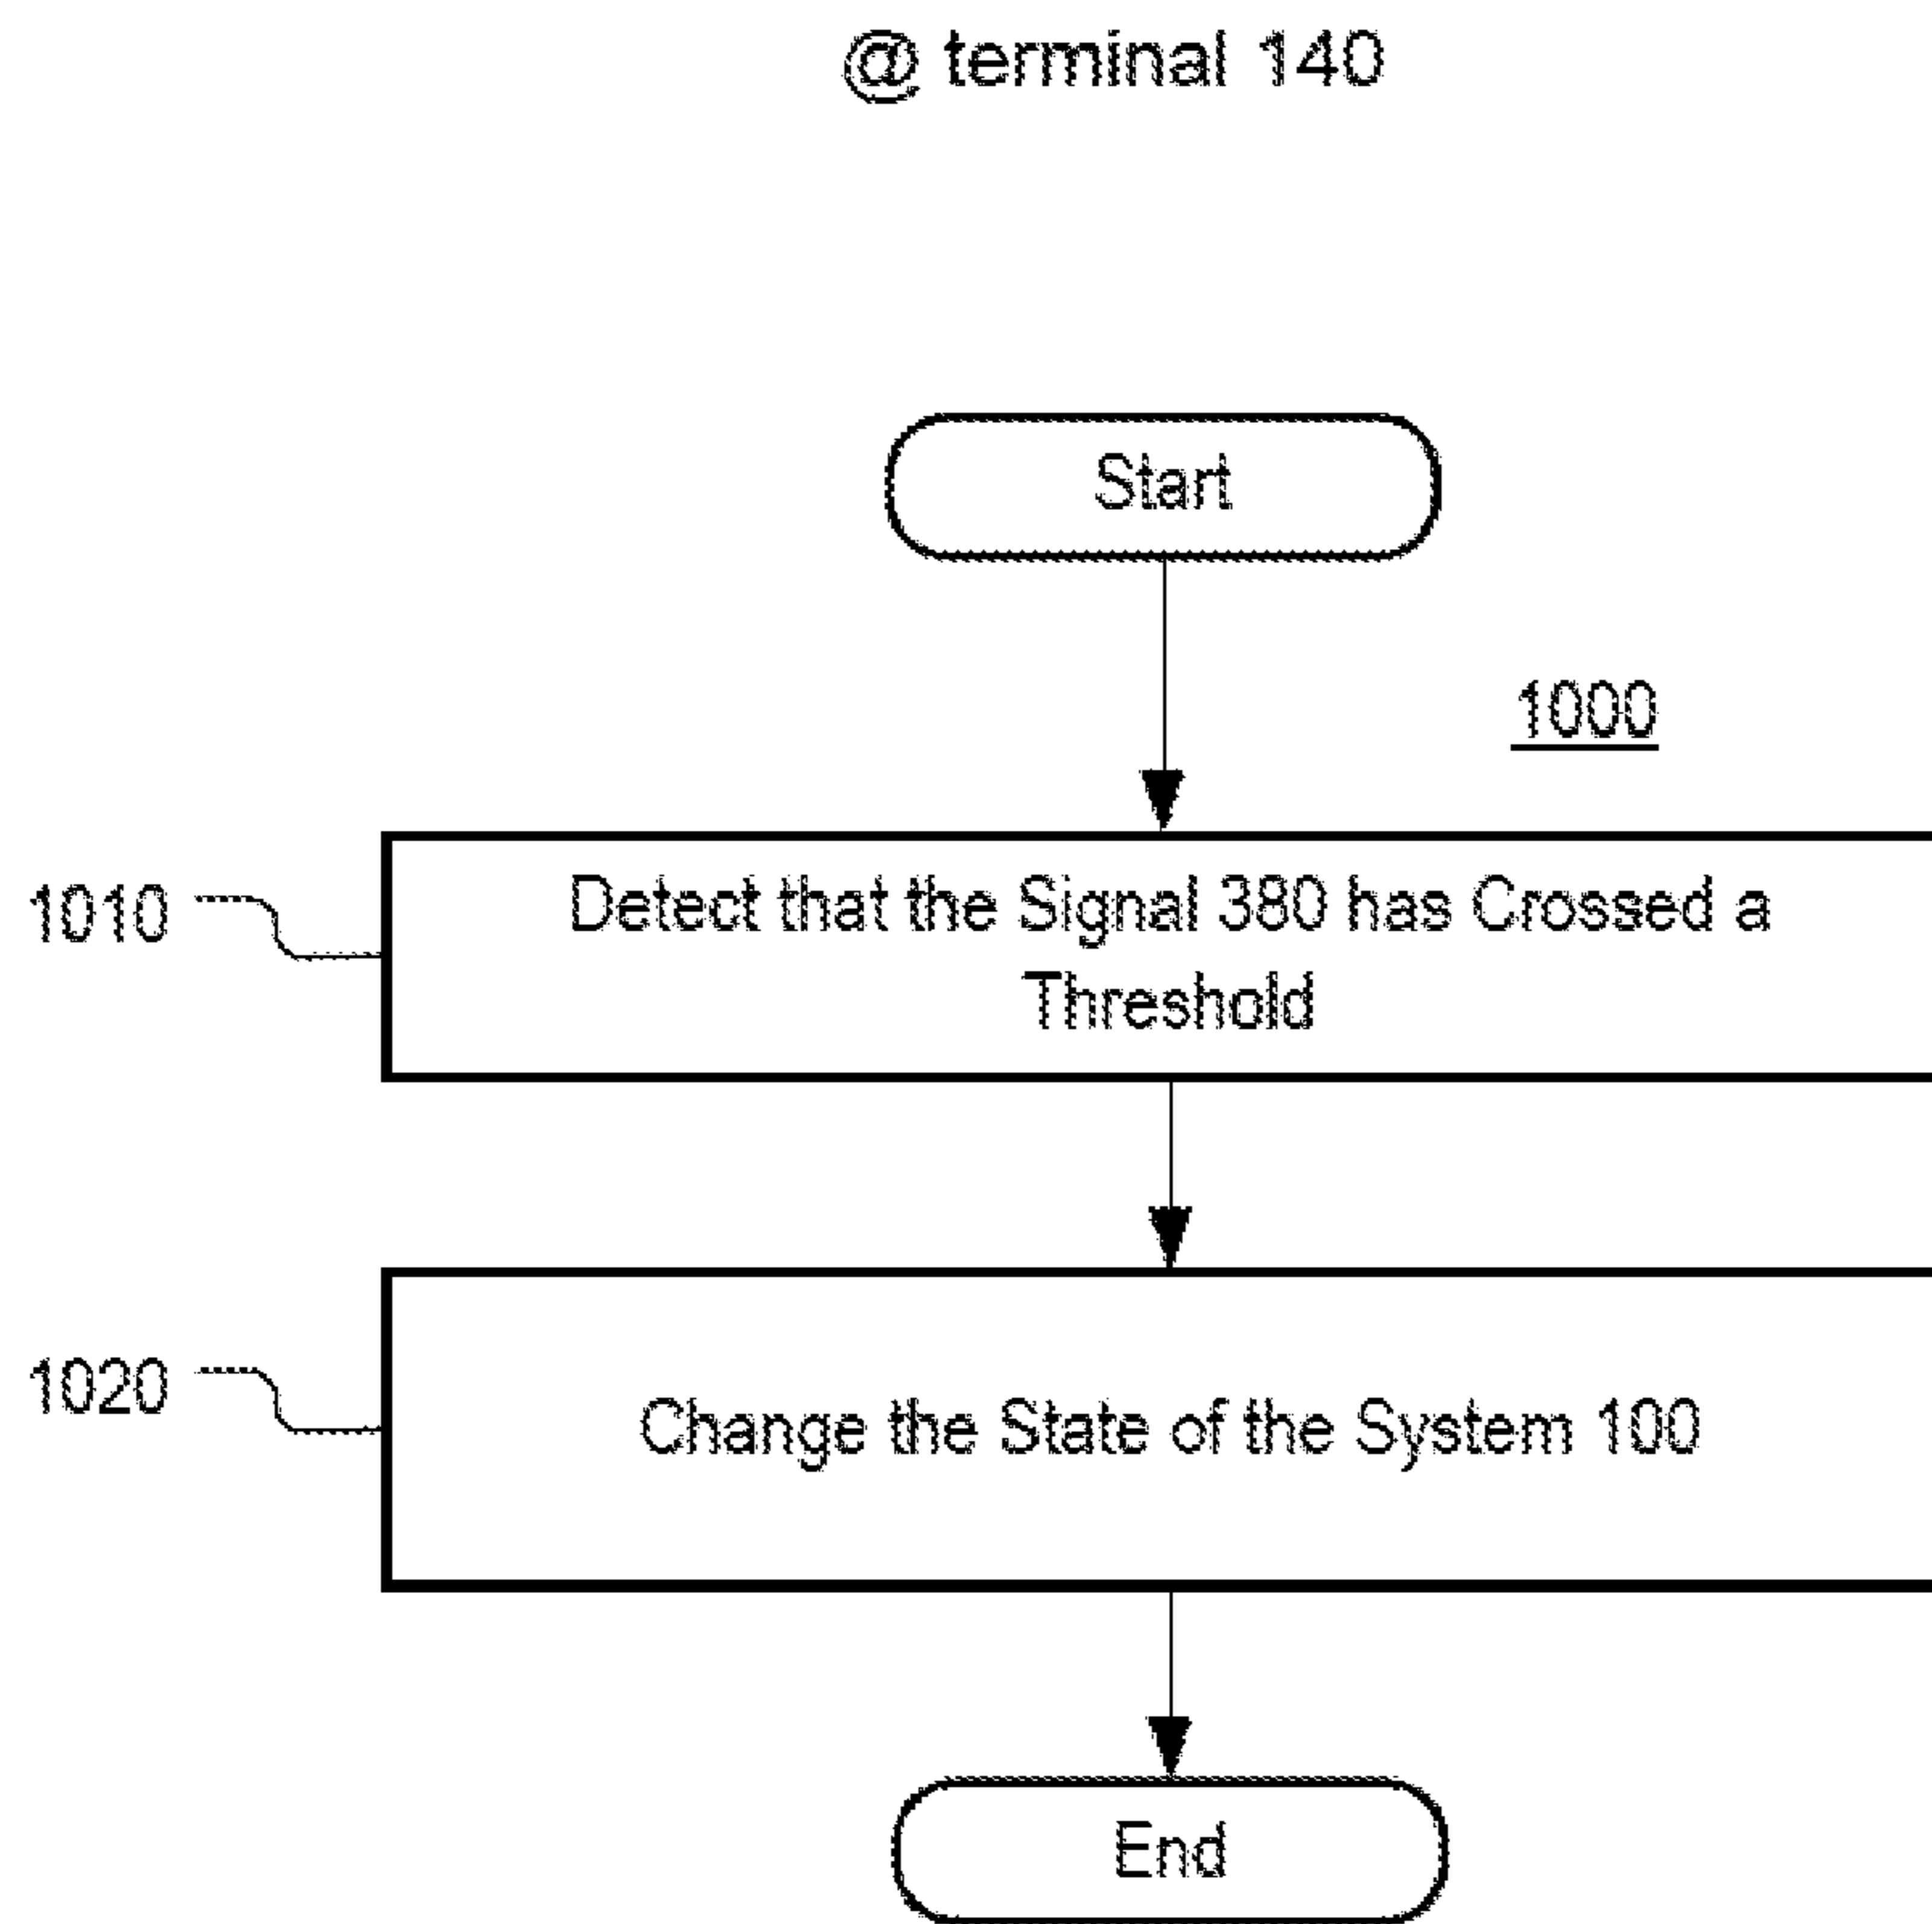 @ terminal 140
Start
1000
1010
Detect that the Signal 380 has Crossed a
Threshold
1020
Change the State of the System 100
End